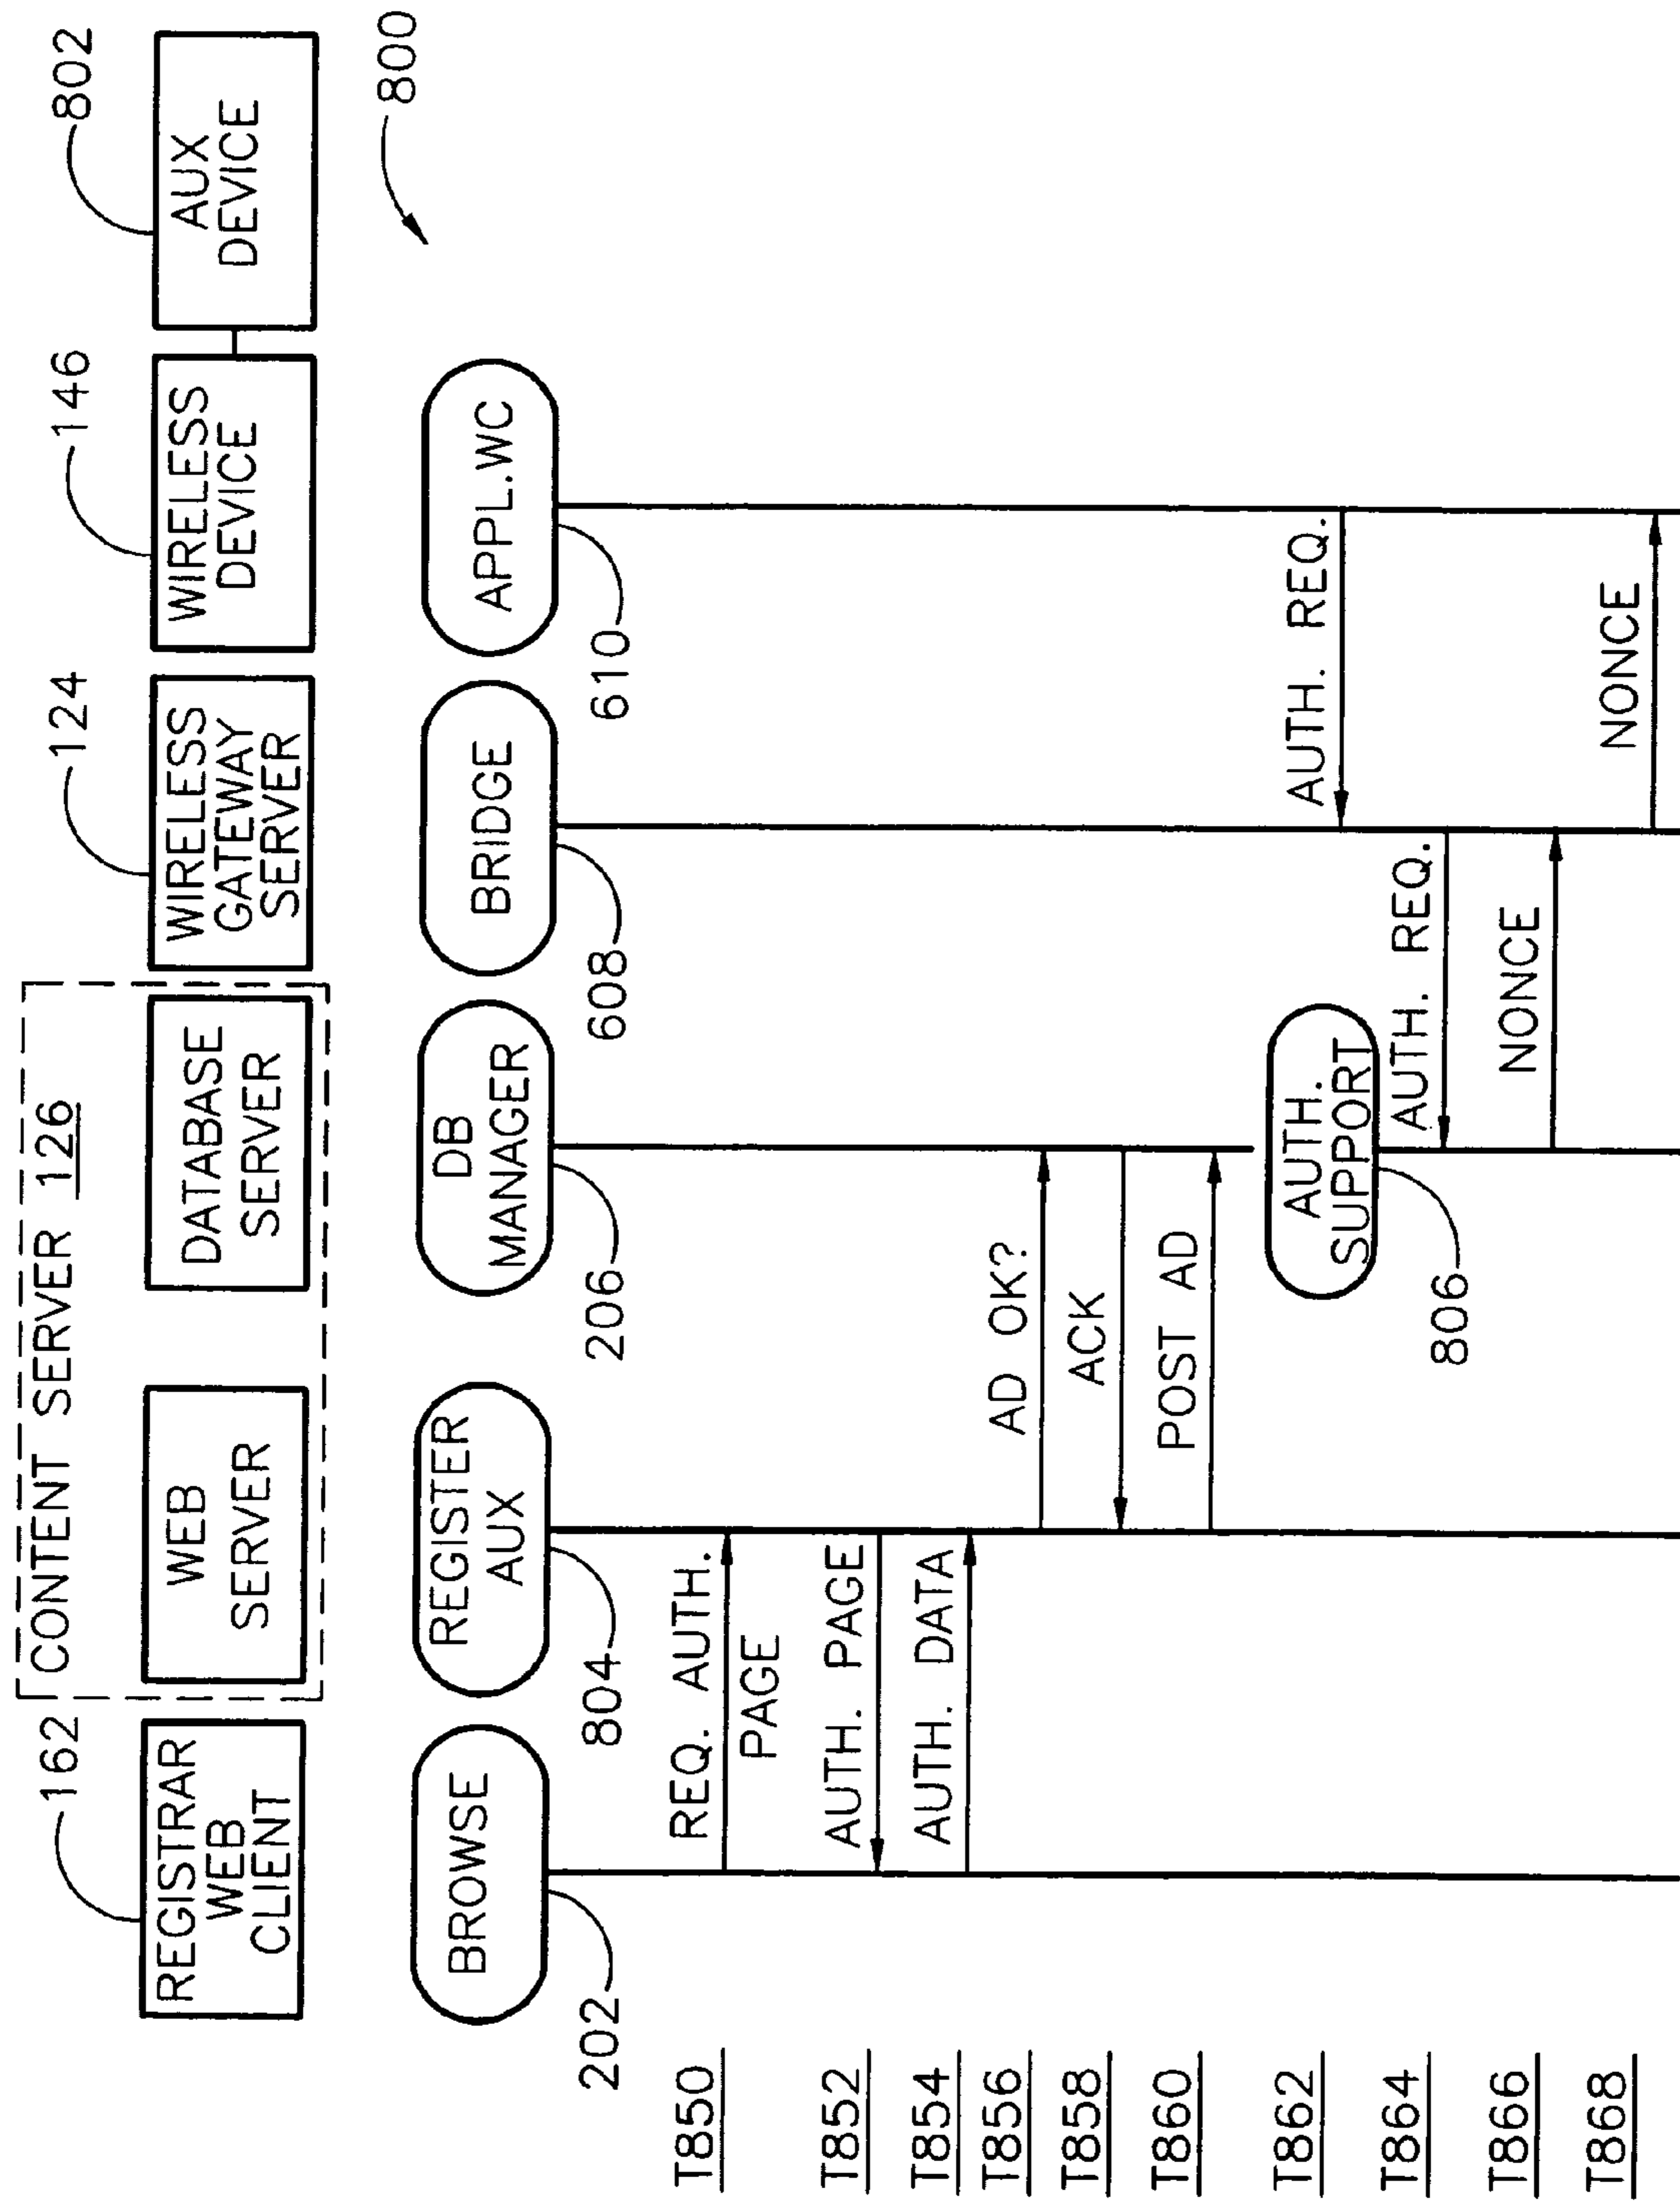 802
AUX
DEVICE
800
146
WIRELESS
DEVICE
APPL.WC
610
124
WIRELESS
GATEWAY
SERVER
BRIDGE
608
CONTENT SERVER 126
DATABASE
SERVER
DB
MANAGER
206
WEB
SERVER
REGISTER
AUX
804
162
REGISTRAR
WEB
CLIENT
BROWSE
202
T850
REQ. AUTH.
PAGE
T852
AUTH. PAGE
T854
AUTH. DATA
T856
AD OK?
T858
ACK
T860
POST AD
T862
AUTH.
SUPPORT
806
AUTH. REQ.
T864
AUTH. REQ.
T866
NONCE
T868
NONCE